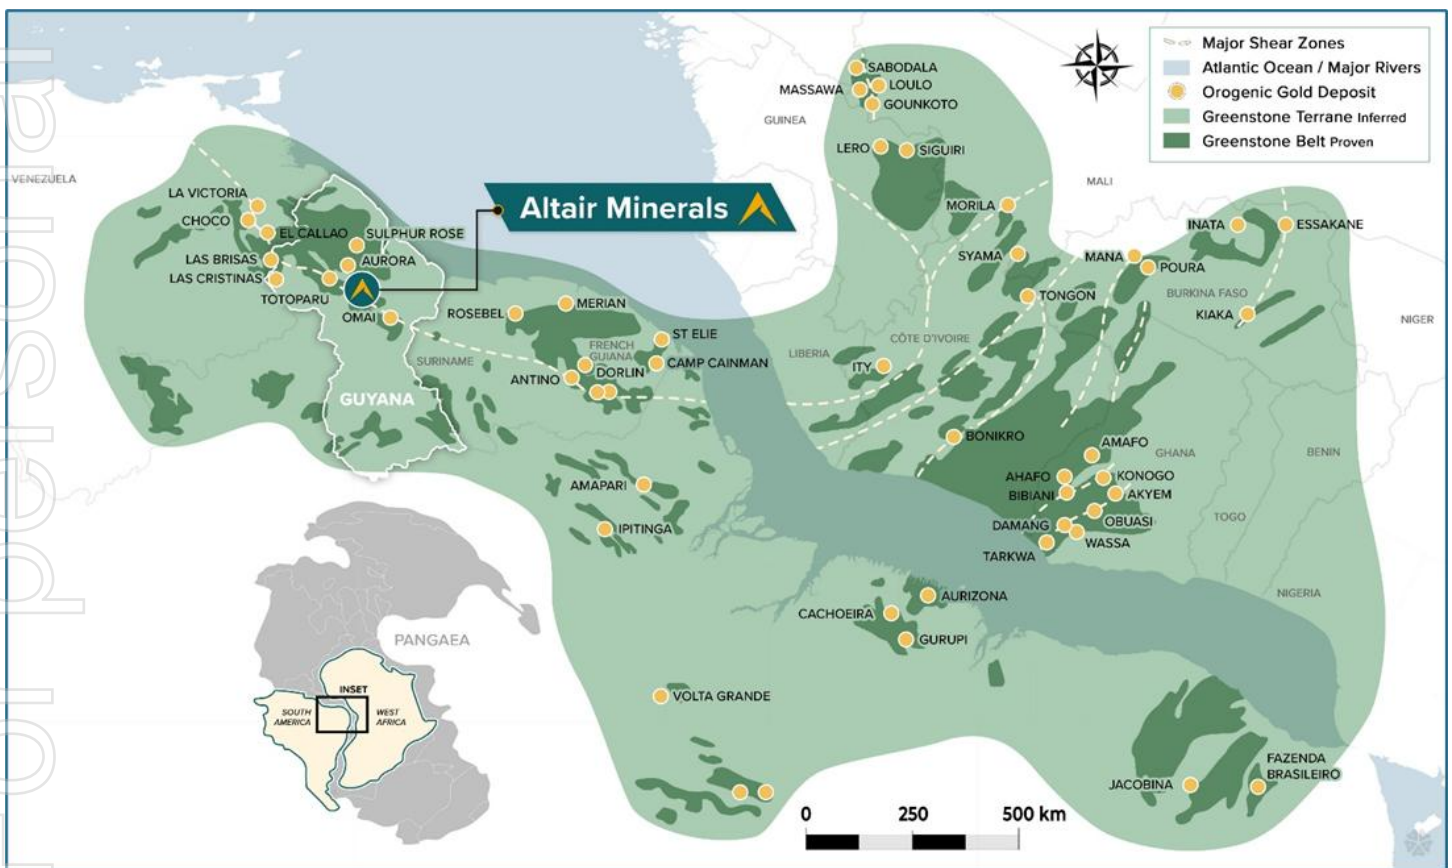 or personal
Major Shear Zones
Atlantic Ocean / Major Rivers
Orogenic Gold Deposit
Greenstone Terrane Inferred
Greenstone Belt Proven
SABODALA
MASSAWA
LOULO
GOUNKOTO
GUINEA
LERO
SIGUIRI
VENEZUELA
MALI
LA VICTORIA
CHOCO
EL CALLAO
SULPHUR ROSE
LAS BRISAS
AURORA
LAS CRISTINAS
TOTOPARU
OMAI
Altair Minerals
MORILA
INATA
ESSAKANE
SYAMA
MANA
POURA
TONGON
BURKINA FASO
KIAKA
NIGER
ROSEBEL
MERIAN
ST ELIE
FRENCH
GUIANA
CAMP CAINMAN
SURINAME
ANTINO
DORLIN
LIBERIA
CÔTE D'IVOIRE
ITY
GUYANA
BONIKRO
AMAFO
GHANA
BENIN
AHAFO
KONOGO
BIBIANI
AKYEM
AMAPARI
IPITINGA
DAMANG
OBUASI
TOGO
WASSA
TARKWA
NIGERIA
AURIZONA
CACHOEIRA
GURUPI
PANGAEA
INSET
SOUTH
AMERICA
WEST
AFRICA
VOLTA GRANDE
JACOBINA
FAZENDA
BRASILEIRO
0 250 500 km